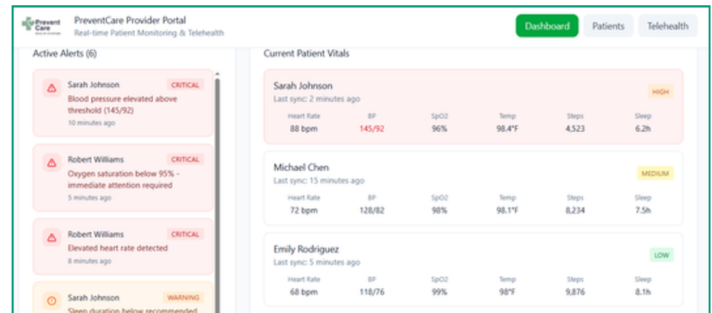 Prevent
Care
PreventCare Provider Portal
Real-time Patient Monitoring & Telehealth
Dashboard
Patients
Telehealth
Active Alerts (6)
Sarah Johnson
CRITICAL
Blood pressure elevated above
threshold (145/92)
10 minutes ago
Robert Williams
CRITICAL
Oxygen saturation below 95% -
immediate attention required
5 minutes ago
Robert Williams
CRITICAL
Elevated heart rate detected
8 minutes ago
Sarah Johnson
WARNING
Sleep duration below recommended
Current Patient Vitals
Sarah Johnson
HIGH
Last sync: 2 minutes ago
Heart Rate BP SpO2 Temp Steps Sleep
88 bpm 145/92 96% 98.4°F 4,523 6.2h
Michael Chen
MEDIUM
Last sync: 15 minutes ago
Heart Rate BP SpO2 Temp Steps Sleep
72 bpm 128/82 98% 98.1°F 8,234 7.5h
Emily Rodriguez
LOW
Last sync: 5 minutes ago
Heart Rate BP SpO2 Temp Steps Sleep
68 bpm 118/76 99% 98°F 9,876 8.1h